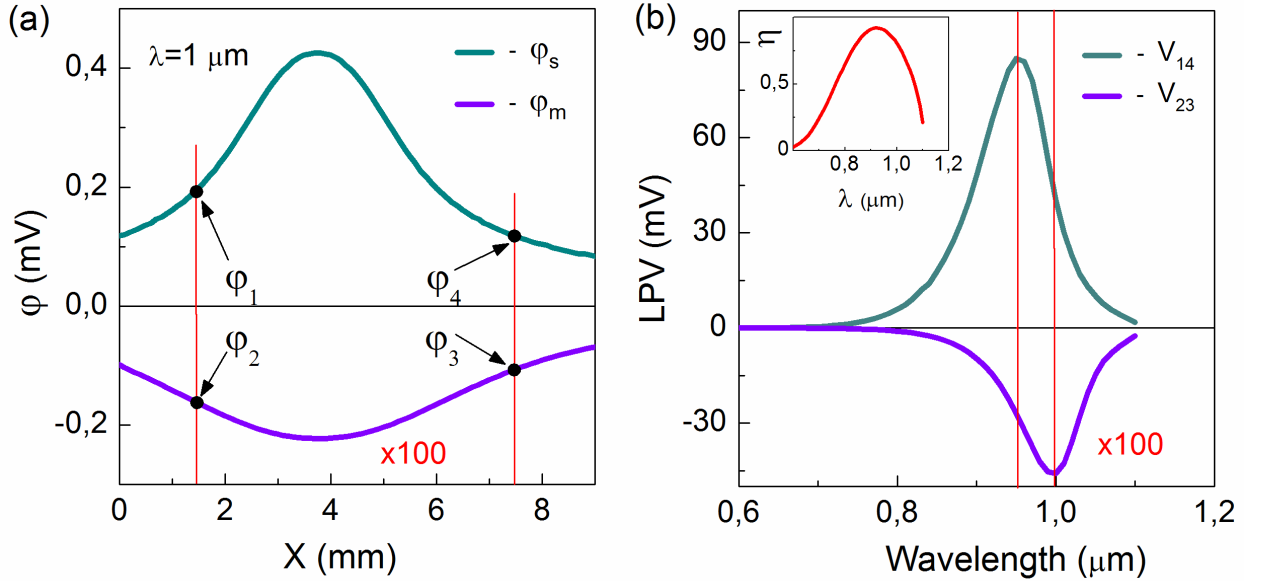 (a)
λ=1 μm
- φs
- φm
0,4
0,2
0,0
-0,2
φ (mV)
φ1
φ4
φ2
φ3
x100
0 2 4 6 8
X (mm)
(b)
90
60
30
0
-30
LPV (mV)
- V14
- V23
η
0,5
0
0,8 1,0 1,2
λ (μm)
x100
0,6 0,8 1,0 1,2
Wavelength (μm)